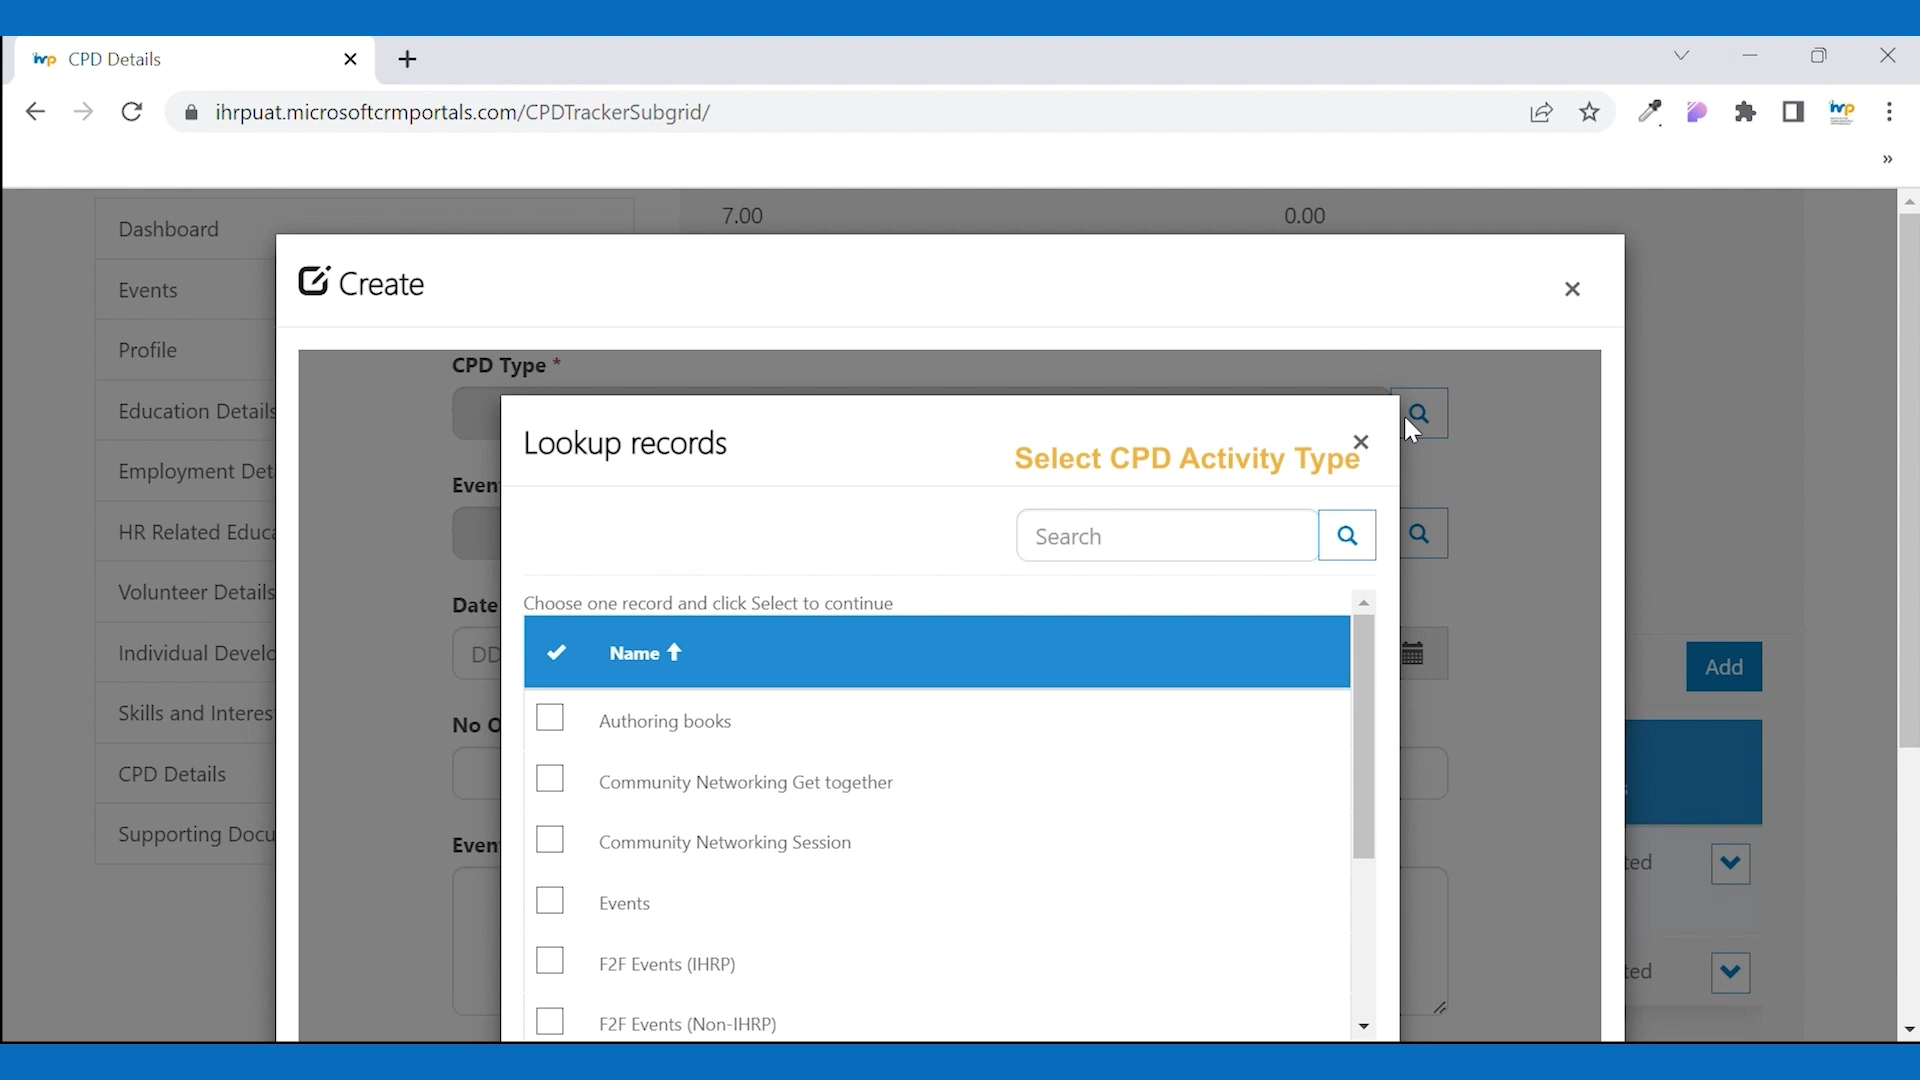 CPD Details
ihrpuat.microsoftcrmportals.com/CPDTrackerSubgrid/
»
Dashboard
7.00
0.00
Events
Create
Profile
CPD Type *
Education Details
Lookup records
Select CPD Activity Type
Employment Det
Even
Search
HR Related Educa
Volunteer Details
Date
Choose one record and click Select to continue
Individual Develo
DD
Name
Add
Skills and Interes
No O
Authoring books
CPD Details
Community Networking Get together
Supporting Docu
Even
Community Networking Session
ted
Events
F2F Events (IHRP)
ted
F2F Events (Non-IHRP)